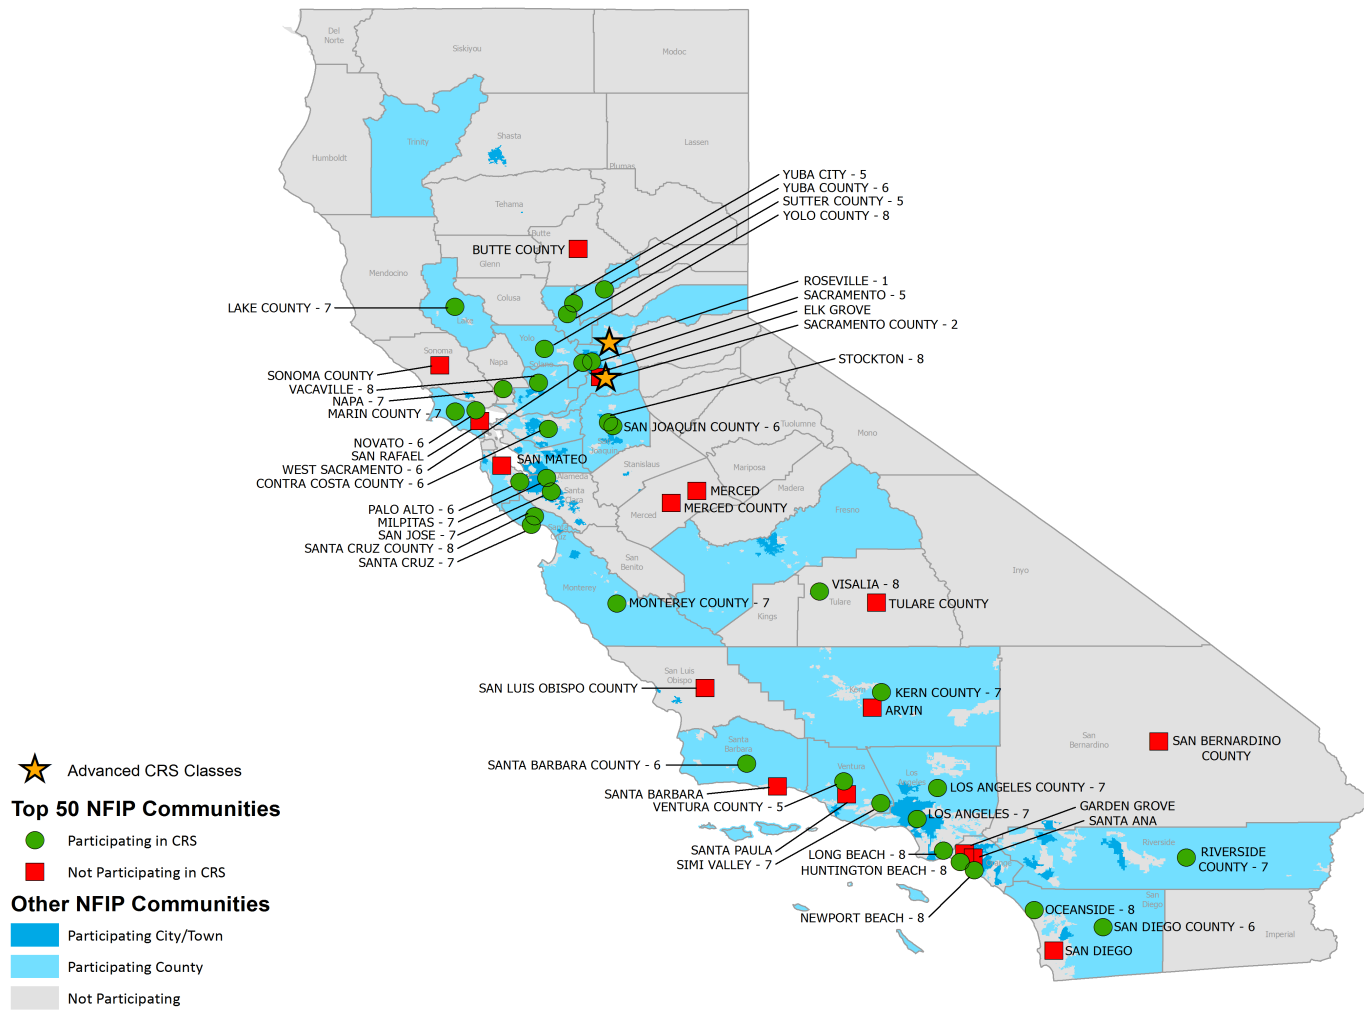 Del
Norte
Siskiyou
Modoc
Trinity
Shasta
Lassen
Humboldt
Plumas
Tehama
Butte
Glenn
Mendocino
Colusa
Lake
Yolo
Sonoma
Napa
Solano
YUBA CITY - 5
YUBA COUNTY - 6
SUTTER COUNTY - 5
YOLO COUNTY - 8
BUTTE COUNTY
ROSEVILLE - 1
SACRAMENTO - 5
ELK GROVE
SACRAMENTO COUNTY - 2
LAKE COUNTY - 7
STOCKTON - 8
SONOMA COUNTY
VACAVILLE - 8
NAPA - 7
MARIN COUNTY - 7
SAN JOAQUIN COUNTY - 6
NOVATO - 6
SAN RAFAEL
WEST SACRAMENTO - 6
CONTRA COSTA COUNTY - 6
SAN MATEO
Joaquin
Tuolumne
Mono
Stanislaus
Mariposa
Alameda
Santa
Clara
Madera
Merced
Fresno
MERCED
MERCED COUNTY
PALO ALTO - 6
MILPITAS - 7
SAN JOSE - 7
SANTA CRUZ COUNTY - 8
SANTA CRUZ - 7
Santa
Cruz
San
Benito
Monterey
Inyo
VISALIA - 8
Tulare
TULARE COUNTY
Kings
MONTEREY COUNTY - 7
San Luis
Obispo
SAN LUIS OBISPO COUNTY
Kern
KERN COUNTY - 7
ARVIN
San
Bernardino
SAN BERNARDINO
COUNTY
Santa
Barbara
SANTA BARBARA COUNTY - 6
Ventura
Los
Angeles
SANTA BARBARA
VENTURA COUNTY - 5
LOS ANGELES COUNTY - 7
LOS ANGELES - 7
GARDEN GROVE
SANTA ANA
SANTA PAULA
SIMI VALLEY - 7
LONG BEACH - 8
HUNTINGTON BEACH - 8
NEWPORT BEACH - 8
Riverside
RIVERSIDE
COUNTY - 7
San
Diego
OCEANSIDE - 8
SAN DIEGO COUNTY - 6
SAN DIEGO
Imperial
Advanced CRS Classes
Top 50 NFIP Communities
Participating in CRS
Not Participating in CRS
Other NFIP Communities
Participating City/Town
Participating County
Not Participating